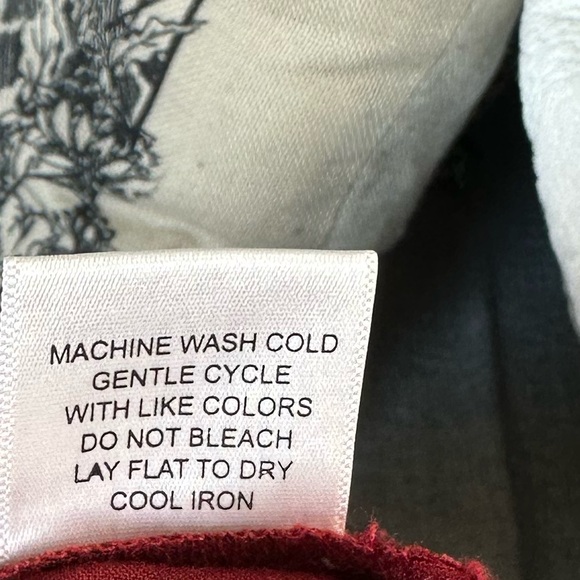 MACHINE WASH COLD
GENTLE CYCLE
WITH LIKE COLORS
DO NOT BLEACH
LAY FLAT TO DRY
COOL IRON